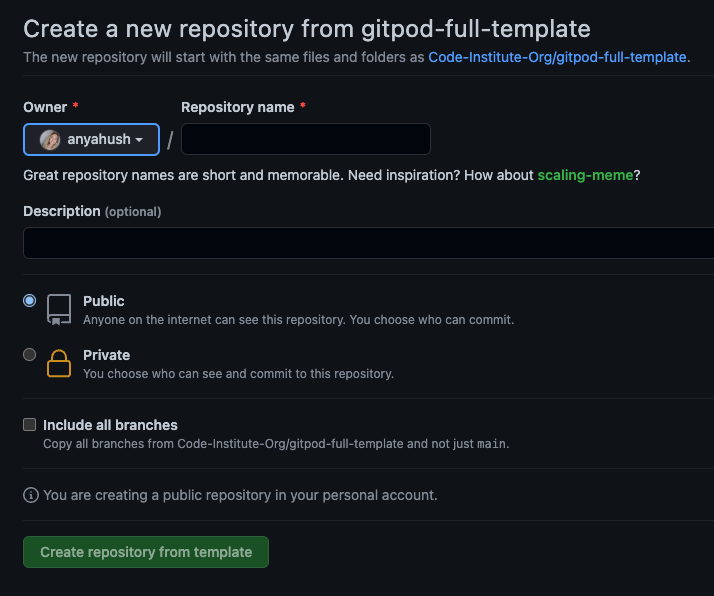 Create a new repository from gitpod-full-template
The new repository will start with the same files and folders as Code-Institute-Org/gitpod-full-template.
Owner * Repository name *
anyahush /
Great repository names are short and memorable. Need inspiration? How about scaling-meme?
Description (optional)
Public
Anyone on the internet can see this repository. You choose who can commit.
Private
You choose who can see and commit to this repository.
Include all branches
Copy all branches from Code-Institute-Org/gitpod-full-template and not just main.
You are creating a public repository in your personal account.
Create repository from template